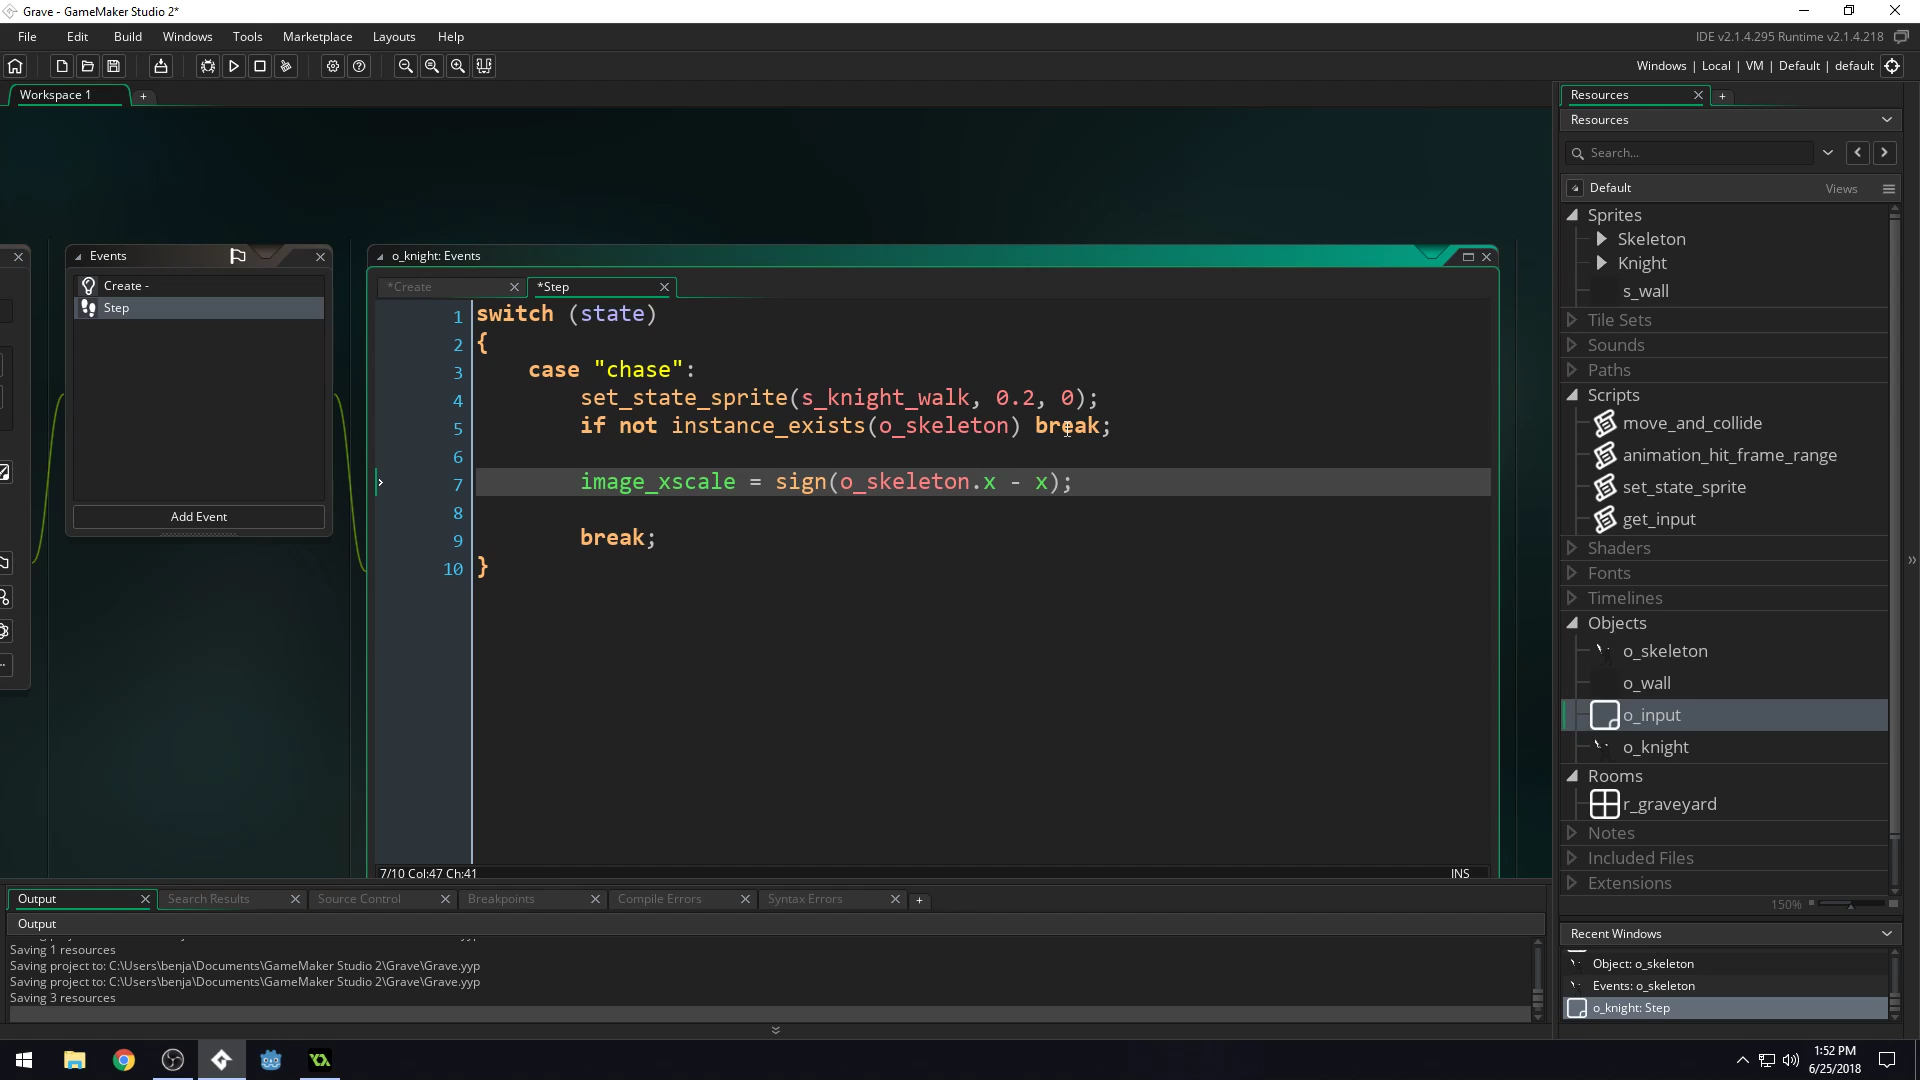 Grave - GameMaker Studio 2*
File Edit Build Windows Tools Marketplace Layouts Help
IDE v2.1.4.295 Runtime v2.1.4.218
Windows | Local | VM | Default | default
Workspace 1
+
Resources
+
Resources
Search...
Default
Views
Sprites
Skeleton
Knight
s_wall
Tile Sets
Sounds
Paths
Scripts
move_and_collide
animation_hit_frame_range
set_state_sprite
get_input
Shaders
Fonts
Timelines
Objects
o_skeleton
o_wall
o_input
o_knight
Rooms
r_graveyard
Notes
Included Files
Extensions
150%
Recent Windows
Object: o_skeleton
Events: o_skeleton
o_knight: Step
Events
Create -
Step
Add Event
o_knight: Events
*Create
*Step
1 switch (state)
2 {
3 case "chase":
4 set_state_sprite(s_knight_walk, 0.2, 0);
5 if not instance_exists(o_skeleton) break;
6
7 image_xscale = sign(o_skeleton.x - x);
8
9 break;
10 }
7/10 Col:47 Ch:41
INS
Output
Search Results
Source Control
Breakpoints
Compile Errors
Syntax Errors
+
Output
Saving 1 resources
Saving project to: C:\Users\benja\Documents\GameMaker Studio 2\Grave\Grave.yyp
Saving project to: C:\Users\benja\Documents\GameMaker Studio 2\Grave\Grave.yyp
Saving 3 resources
1:52 PM
6/25/2018